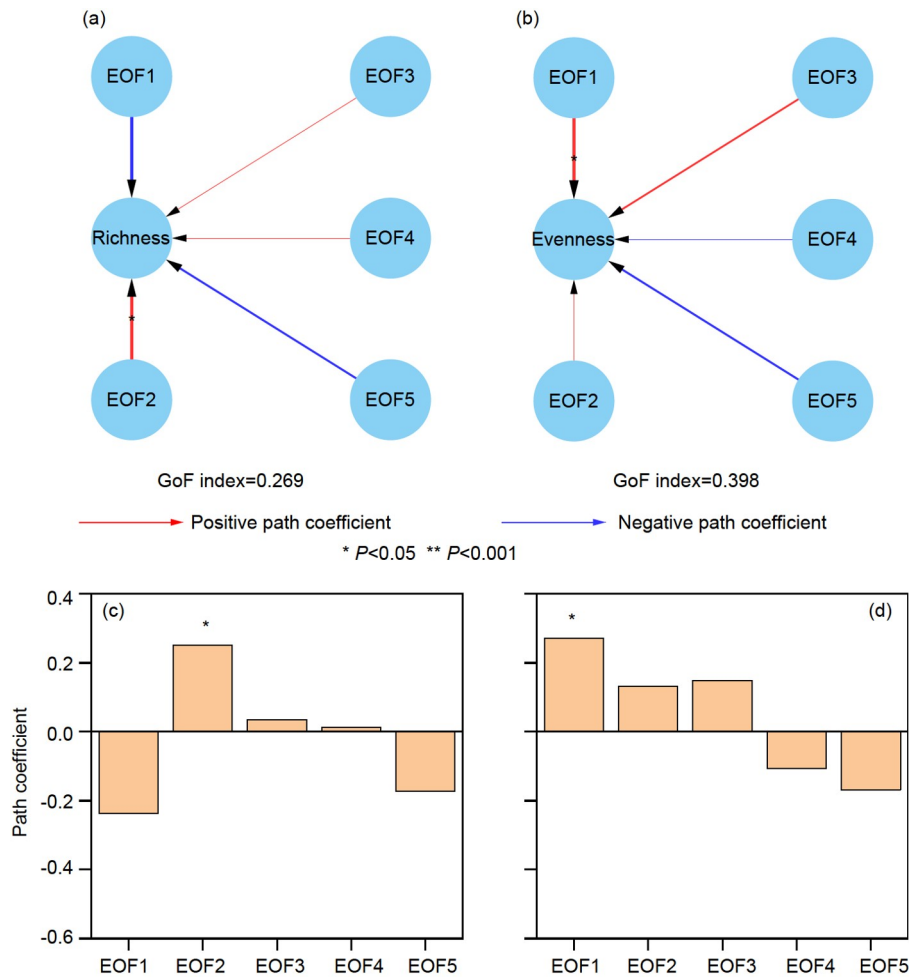 (a)
(b)
EOF1
EOF3
EOF1
EOF3
Richness
EOF4
Evenness
EOF4
*
*
EOF2
EOF5
EOF2
EOF5
GoF index=0.269
GoF index=0.398
Positive path coefficient
Negative path coefficient
* P<0.05 ** P<0.001
(c)
(d)
*
*
0.4
0.2
0.0
-0.2
-0.4
-0.6
Path coefficient
EOF1 EOF2 EOF3 EOF4 EOF5
EOF1 EOF2 EOF3 EOF4 EOF5